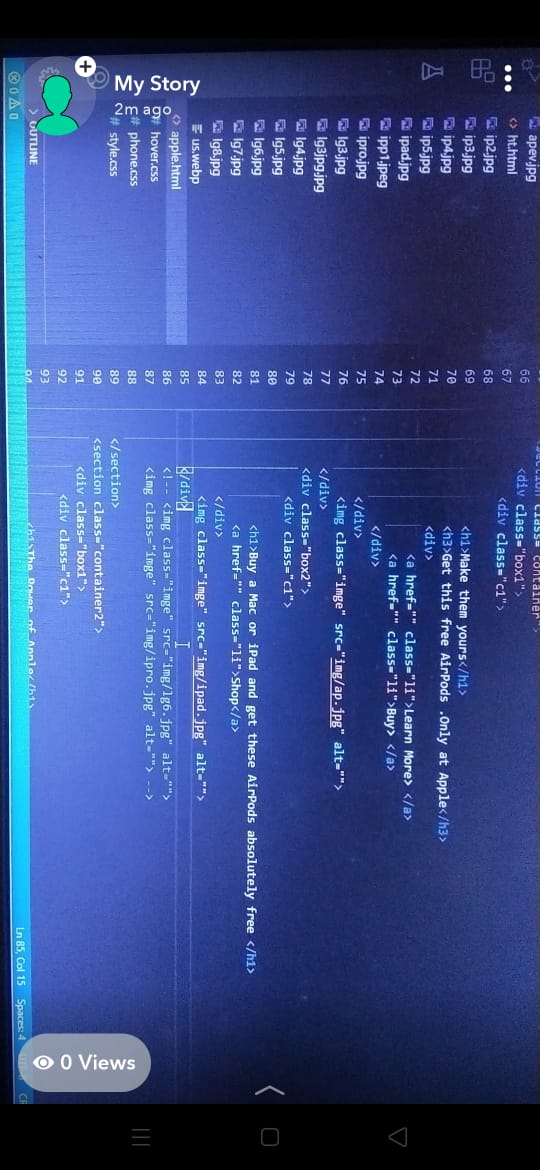 My Story
2m ago
apev.jpg
<> ht.html
ip2.jpg
ip3.jpg
ip4.jpg
ip5.jpg
ipad.jpg
ipp1.jpeg
ipro.jpg
lg3.jpg
lg3jpg.jpg
lg4.jpg
lg5.jpg
lg6.jpg
lg7.jpg
lg8.jpg
us.webp
<> apple.html
# hover.css
# phone.css
# style.css
> OUTLINE
0 0
66 <div class="box1">
67 <div class="c1">
68
69 <h1>Make them yours</h1>
70 <h3>Get this free AirPods .Only at Apple</h3>
71 <div>
72 <a href="" class="li">Learn More> </a>
73 <a href="" class="li">Buy> </a>
74 </div>
75 </div>
76 <img class="imge" src="img/ap.jpg" alt="">
77 </div>
78 <div class="box2">
79 <div class="c1">
80
81 <h1>Buy a Mac or iPad and get these AirPods absolutely free </h1>
82 <a href="" class="li">Shop</a>
83 </div>
84 <img class="imge" src="img/ipad.jpg" alt="">
85 </div>
86 <!-- <img class="imge" src="img/lg6.jpg" alt="">
87 <img class="imge" src="img/ipro.jpg" alt=""> -->
88
89 </section>
90 <section class="container2">
91 <div class="box1">
92 <div class="c1">
93
94 <h1>The Power of Apple</h1>
Ln 85, Col 15 Spaces: 4
0 Views